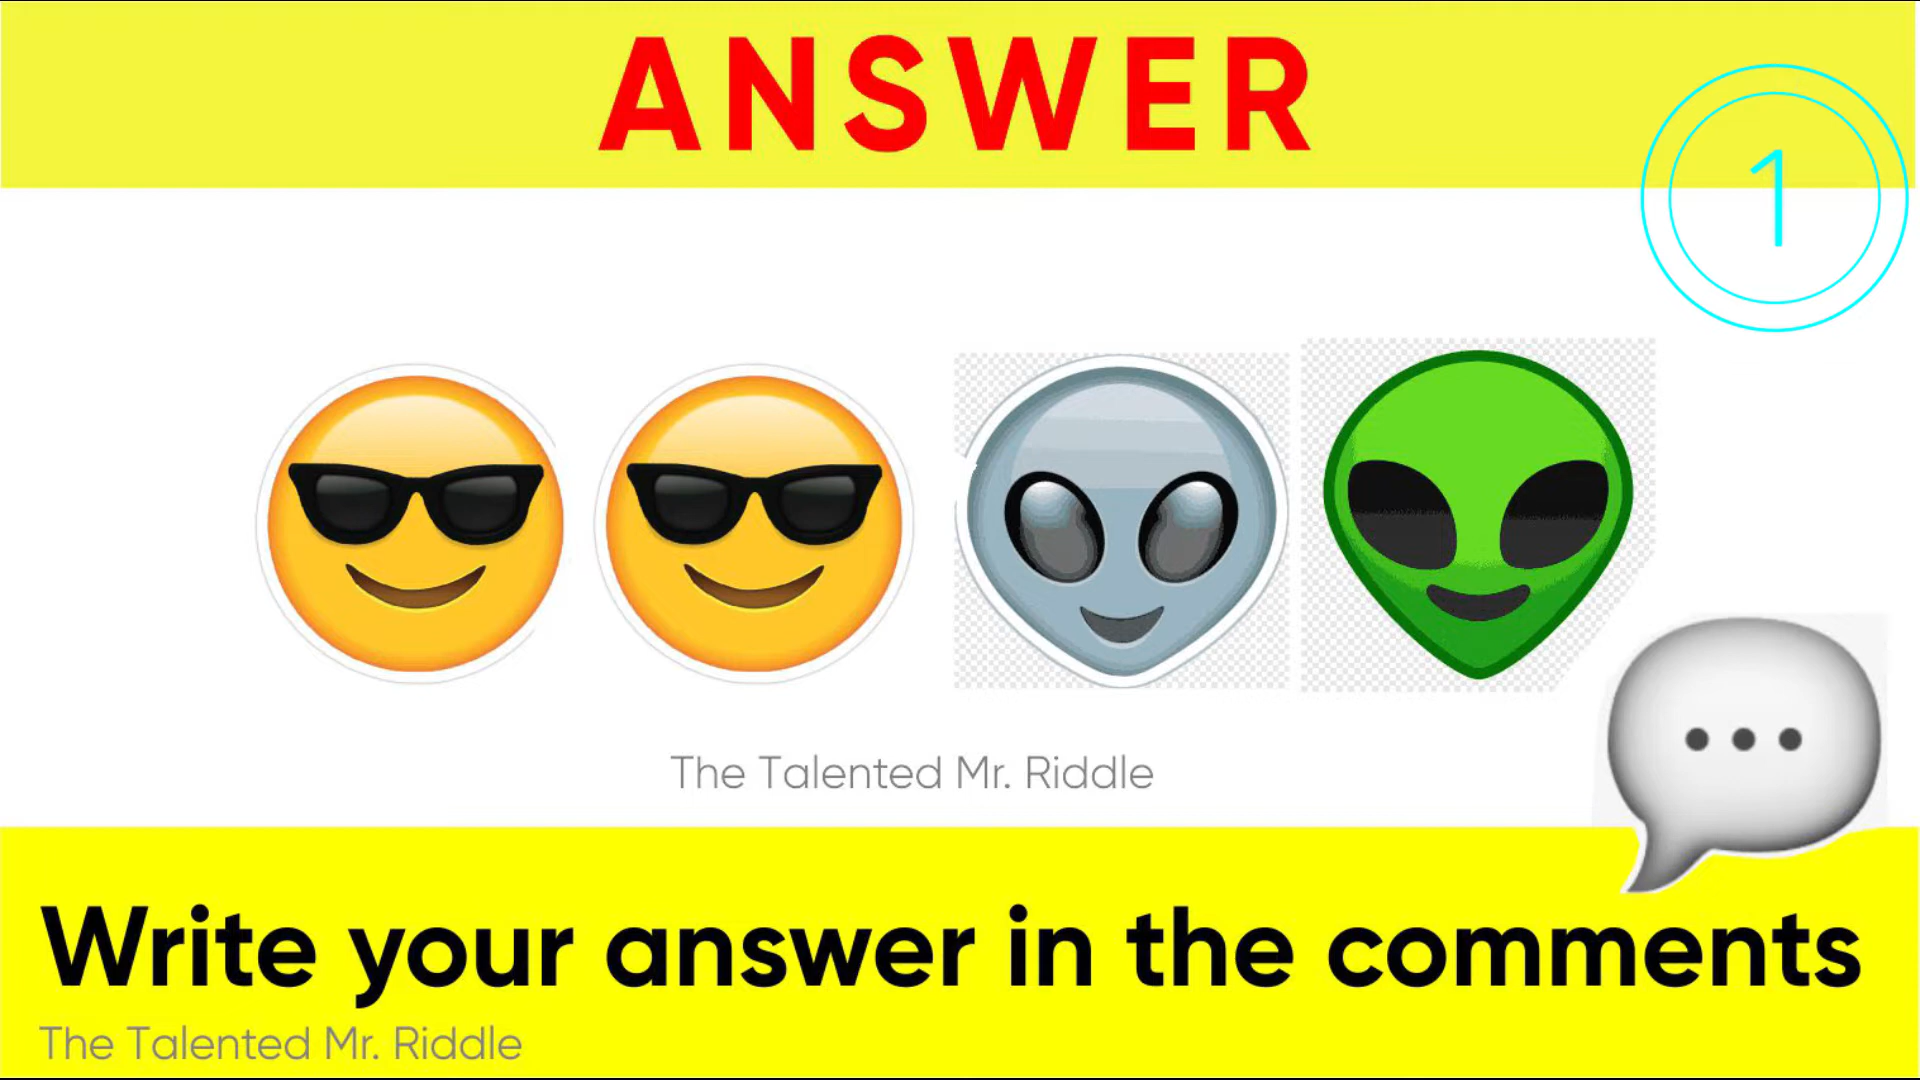 ANSWER
1
The Talented Mr. Riddle
Write your answer in the comments
The Talented Mr. Riddle